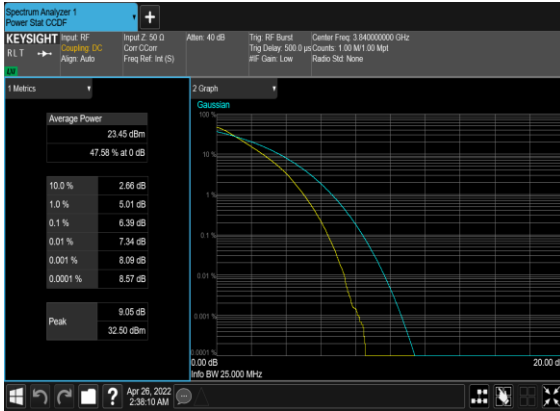 Spectrum Analyzer 1
Power Stat CCDF
+
KEYSIGHT
RLT
LV
Input: RF
Coupling: DC
Align: Auto
Input Z: 50 Ω
Corr CCorr
Freq Ref: Int (S)
Atten: 40 dB
Trig: RF Burst
Trig Delay: 500.0 µs
#IF Gain: Low
Center Freq: 3.840000000 GHz
Counts: 1.00 M/1.00 Mpt
Radio Std: None
1 Metrics
Average Power
23.45 dBm
47.58 % at 0 dB
10.0 % 2.66 dB
1.0 % 5.01 dB
0.1 % 6.39 dB
0.01 % 7.34 dB
0.001 % 8.09 dB
0.0001 % 8.57 dB
Peak
9.05 dB
32.50 dBm
2 Graph
Gaussian
100 %
10 %
1 %
0.1 %
0.01 %
0.001 %
0.0001 %
0.00 dB
20.00 d
Info BW 25.000 MHz
?
Apr 26, 2022
2:38:10 AM